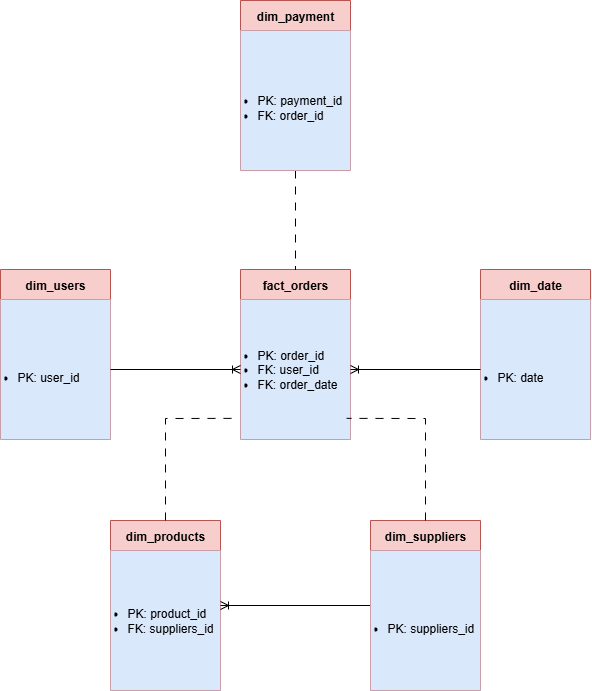 dim_payment
PK: payment_id
FK: order_id
dim_users
PK: user_id
fact_orders
PK: order_id
FK: user_id
FK: order_date
dim_date
PK: date
dim_products
PK: product_id
FK: suppliers_id
dim_suppliers
PK: suppliers_id